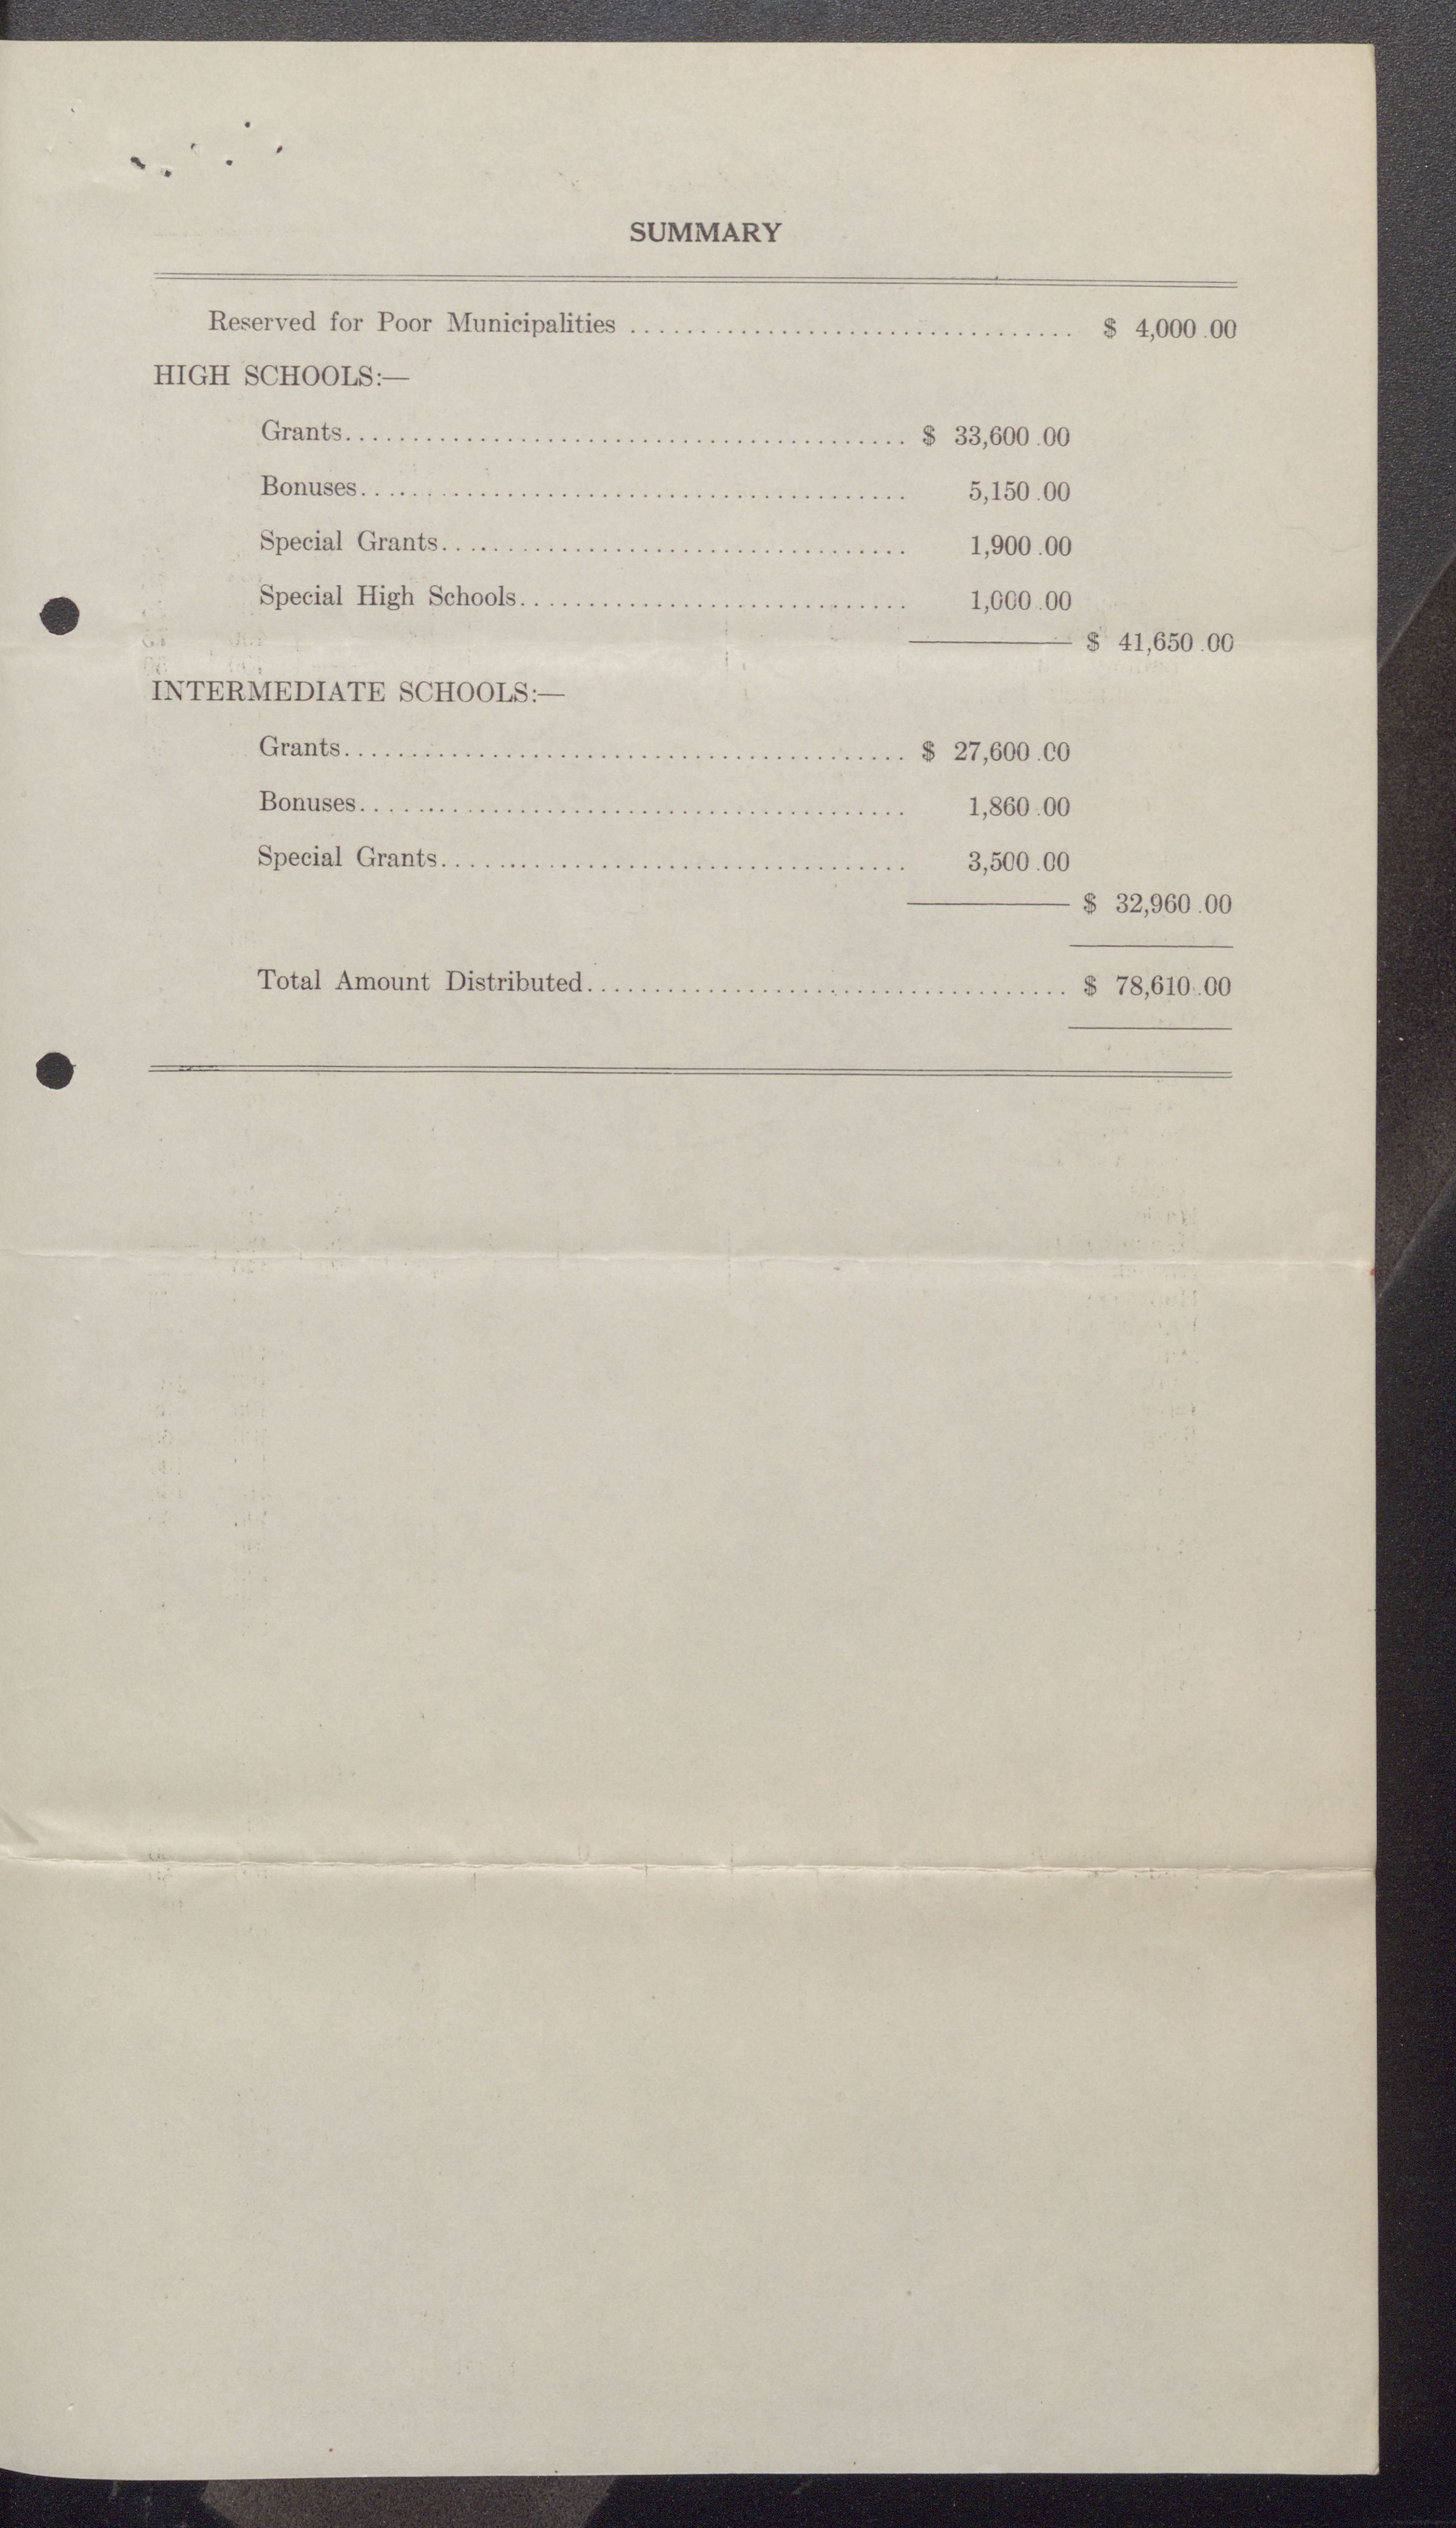 SUMMARY
Reserved for Poor Municipalities ................................ $ 4,000.00
HIGH SCHOOLS:—
Grants......................................... $ 33,600.00
Bonuses........................................ 5,150.00
Special Grants.................................. 1,900.00
Special High Schools............................ 1,000.00
$ 41,650.00
INTERMEDIATE SCHOOLS:—
Grants......................................... $ 27,600.00
Bonuses........................................ 1,860.00
Special Grants.................................. 3,500.00
$ 32,960.00
Total Amount Distributed................................... $ 78,610.00